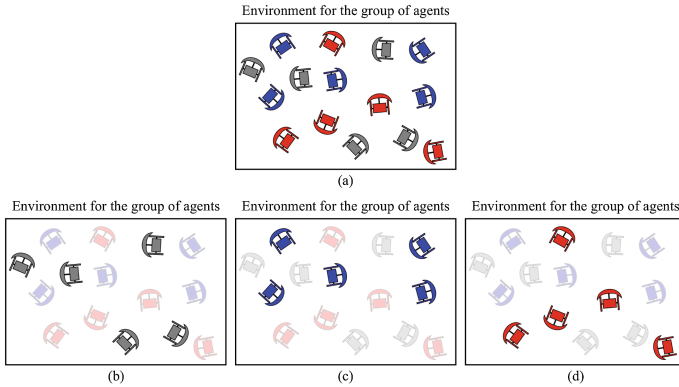 Environment for the group of agents
(a)
Environment for the group of agents
(b)
Environment for the group of agents
(c)
Environment for the group of agents
(d)